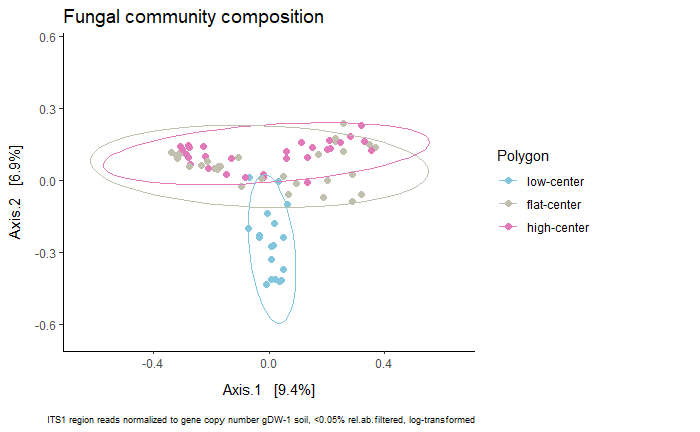 Fungal community composition
0.6
0.3
0.0
-0.3
-0.6
Axis.2 [6.9%]
-0.4
0.0
0.4
Axis.1 [9.4%]
Polygon
low-center
flat-center
high-center
ITS1 region reads normalized to gene copy number gDW-1 soil, <0.05% rel.ab.filtered, log-transformed